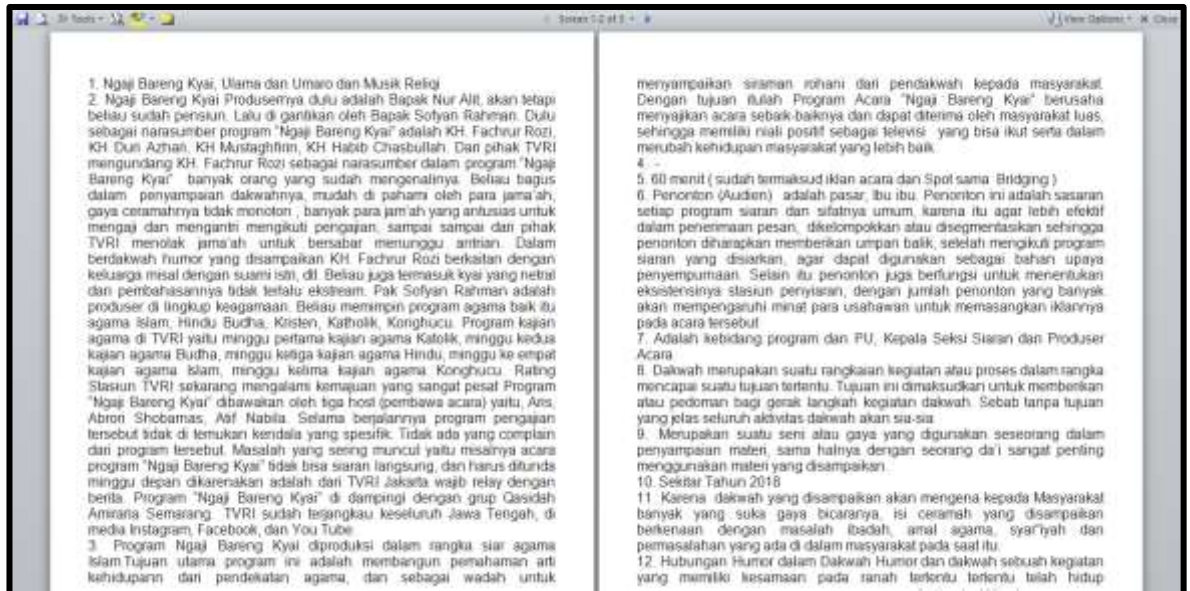 Tools
Screen 1-2 of 5
View Options
Close
1. Ngaji Bareng Kyai, Ulama dan Umaro dan Musik Religi
2. Ngaji Bareng Kyai Produsernya dulu adalah Bapak Nur Alit, akan tetapi
beliau sudah pensiun. Lalu di gantikan oleh Bapak Sofyan Rahman. Dulu
sebagai narasumber program "Ngaji Bareng Kyai" adalah KH. Fachrur Rozi,
KH Duri Azhari, KH Mustaghfirin, KH Habib Chasbullah. Dari pihak TVRI
mengundang KH. Fachrur Rozi sebagai narasumber dalam program "Ngaji
Bareng Kyai" banyak orang yang sudah mengenalinya. Beliau bagus
dalam penyampaian dakwahnya, mudah di pahami oleh para jama'ah,
gaya ceramahnya tidak monoton , banyak para jam'ah yang antusias untuk
mengaji dan mengantri mengikuti pengajian, sampai sampai dari pihak
TVRI menolak jama'ah untuk bersabar menunggu antrian. Dalam
berdakwah humor yang disampaikan KH. Fachrur Rozi berkaitan dengan
keluarga misal dengan suami istri, dll. Beliau juga termasuk kyai yang netral
dan pembahasannya tidak terlalu ekstream. Pak Sofyan Rahman adalah
produser di lingkup keagamaan. Beliau memimpin program agama baik itu
agama Islam, Hindu Budha, Kristen, Katholik, Konghucu. Program kajian
agama di TVRI yaitu minggu pertama kajian agama Katolik, minggu kedua
kajian agama Budha, minggu ketiga kajian agama Hindu, minggu ke empat
kajian agama Islam, minggu kelima kajian agama Konghucu. Rating
Stasiun TVRI sekarang mengalami kemajuan yang sangat pesat Program
"Ngaji Bareng Kyai" dibawakan oleh tiga host (pembawa acara) yaitu, Aris,
Abrori Shobarnas, Atif Nabila. Selama berjalannya program pengajian
tersebut tidak di temukan kendala yang spesifik. Tidak ada yang complain
dari program tersebut. Masalah yang sering muncul yaitu misalnya acara
program "Ngaji Bareng Kyai" tidak bisa siaran langsung, dan harus ditunda
minggu depan dikarenakan adalah dari TVRI Jakarta wajib relay dengan
berita. Program "Ngaji Bareng Kyai" di dampingi dengan grup Qasidah
Amirana Semarang. TVRI sudah terjangkau keseluruh Jawa Tengah, di
media Instagram, Facebook, dan You Tube
3. Program Ngaji Bareng Kyai diproduksi dalam rangka siar agama
Islam.Tujuan utama program ini adalah membangun pemahaman arti
kehidupann dari pendekatan agama, dan sebagai wadah untuk
menyampaikan siraman rohani dari pendakwah kepada masyarakat.
Dengan tujuan itulah Program Acara "Ngaji Bareng Kyai" berusaha
menyajikan acara sebaik-baiknya dan dapat diterima oleh masyarakat luas,
sehingga memiliki niali positif sebagai televisi yang bisa ikut serta dalam
merubah kehidupan masyarakat yang lebih baik
4. -
5. 60 menit ( sudah termaksud iklan acara dan Spot sama Bridging )
6. Penonton (Audien) adalah pasar, Ibu ibu. Penonton ini adalah sasaran
setiap program siaran dan sifatnya umum, karena itu agar lebih efektif
dalam penerimaan pesan, dikelompokkan atau disegmentasikan sehingga
penonton diharapkan memberikan umpan balik, setelah mengikuti program
siaran yang disiarkan, agar dapat digunakan sebagai bahan upaya
penyempurnaan. Selain itu penonton juga berfungsi untuk menentukan
eksistensinya stasiun penyiaran, dengan jumlah penonton yang banyak
akan mempengaruhi minat para usahawan untuk memasangkan iklannya
pada acara tersebut
7. Adalah kebidang program dan PU, Kepala Seksi Siaran dan Produser
Acara
8. Dakwah merupakan suatu rangkaian kegiatan atau proses dalam rangka
mencapai suatu tujuan tertentu. Tujuan ini dimaksudkan untuk memberikan
atau pedoman bagi gerak langkah kegiatan dakwah. Sebab tanpa tujuan
yang jelas seluruh aktivitas dakwah akan sia-sia
9. Merupakan suatu seni atau gaya yang digunakan seseorang dalam
penyampaian materi, sama halnya dengan seorang da'i sangat penting
menggunakan materi yang disampaikan.
10. Sekitar Tahun 2018
11. Karena dakwah yang disampaikan akan mengena kepada Masyarakat
banyak yang suka gaya bicaranya, isi ceramah yang disampaikan
berkenaan dengan masalah ibadah, amal agama, syar'iyah dan
permasalahan yang ada di dalam masyarakat pada saat itu.
12. Hubungan Humor dalam Dakwah Humor dan dakwah sebuah kegiatan
yang memiliki kesamaan pada ranah tertentu tertentu telah hidup